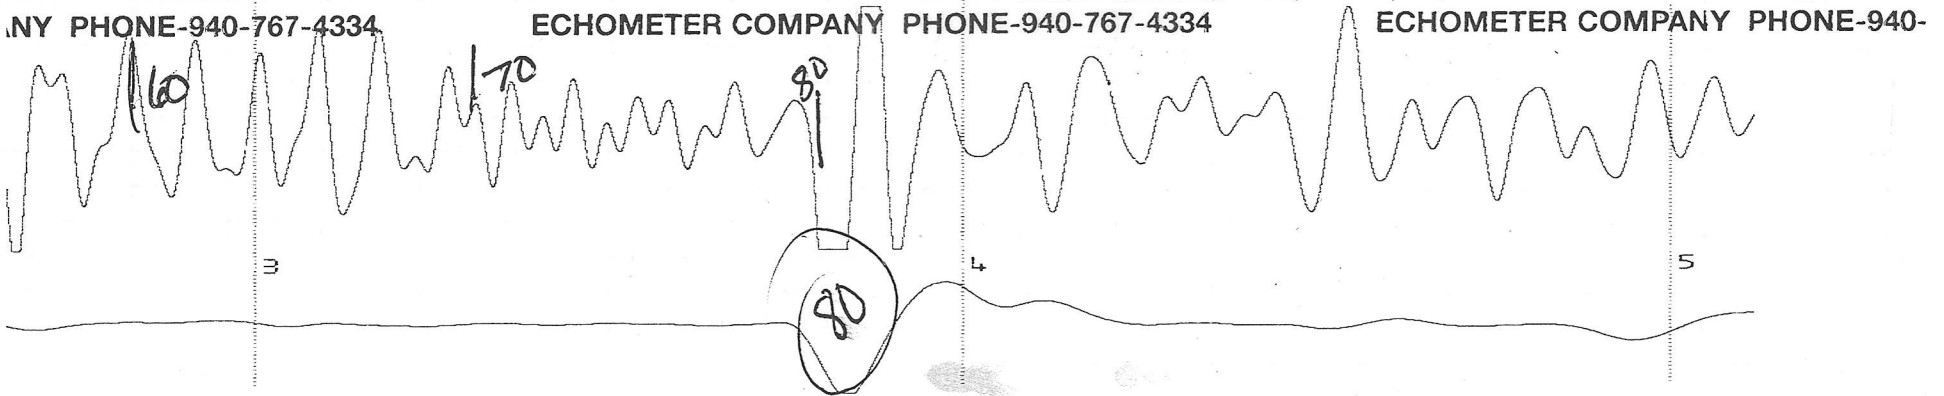 NY PHONE-940-767-4334 ECHOMETER COMPANY PHONE-940-767-4334 ECHOMETER COMPANY PHONE-940-
60 70 80
3 4 5
80